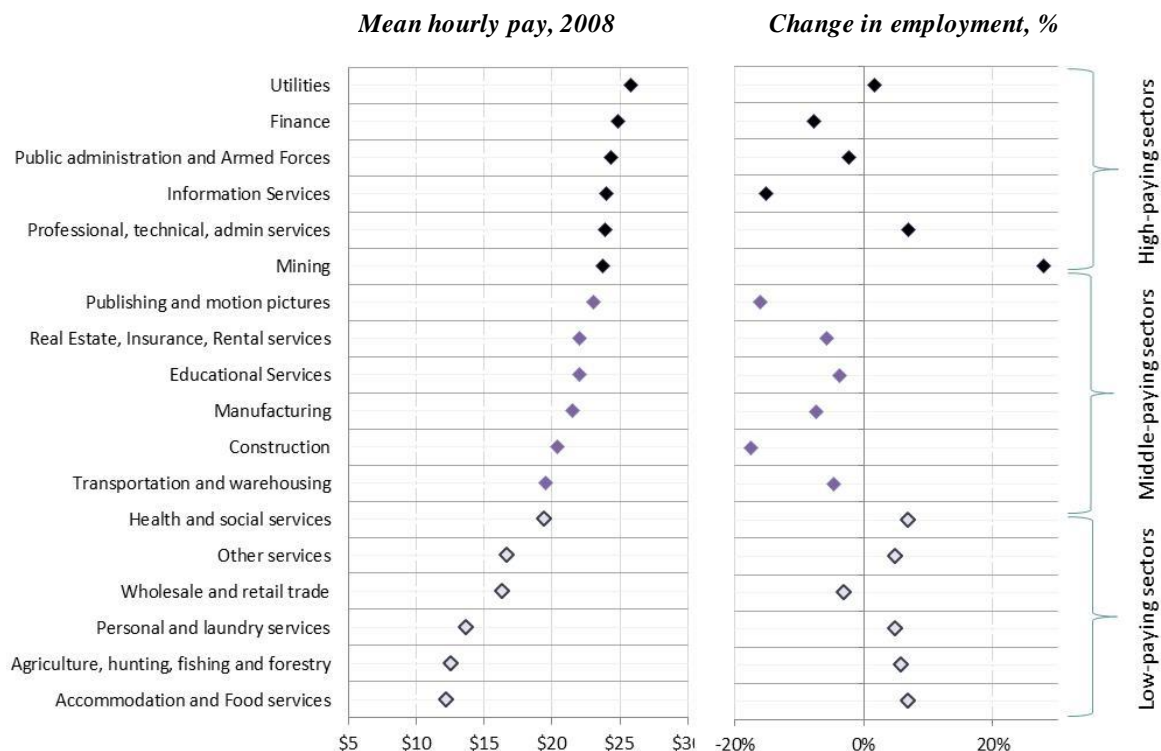 Mean hourly pay, 2008
Change in employment, %
Utilities
Finance
Public administration and Armed Forces
Information Services
Professional, technical, admin services
Mining
Publishing and motion pictures
Real Estate, Insurance, Rental services
Educational Services
Manufacturing
Construction
Transportation and warehousing
Health and social services
Other services
Wholesale and retail trade
Personal and laundry services
Agriculture, hunting, fishing and forestry
Accommodation and Food services
$5 $10 $15 $20 $25 $30
-20% 0% 20%
High-paying sectors
Middle-paying sectors
Low-paying sectors